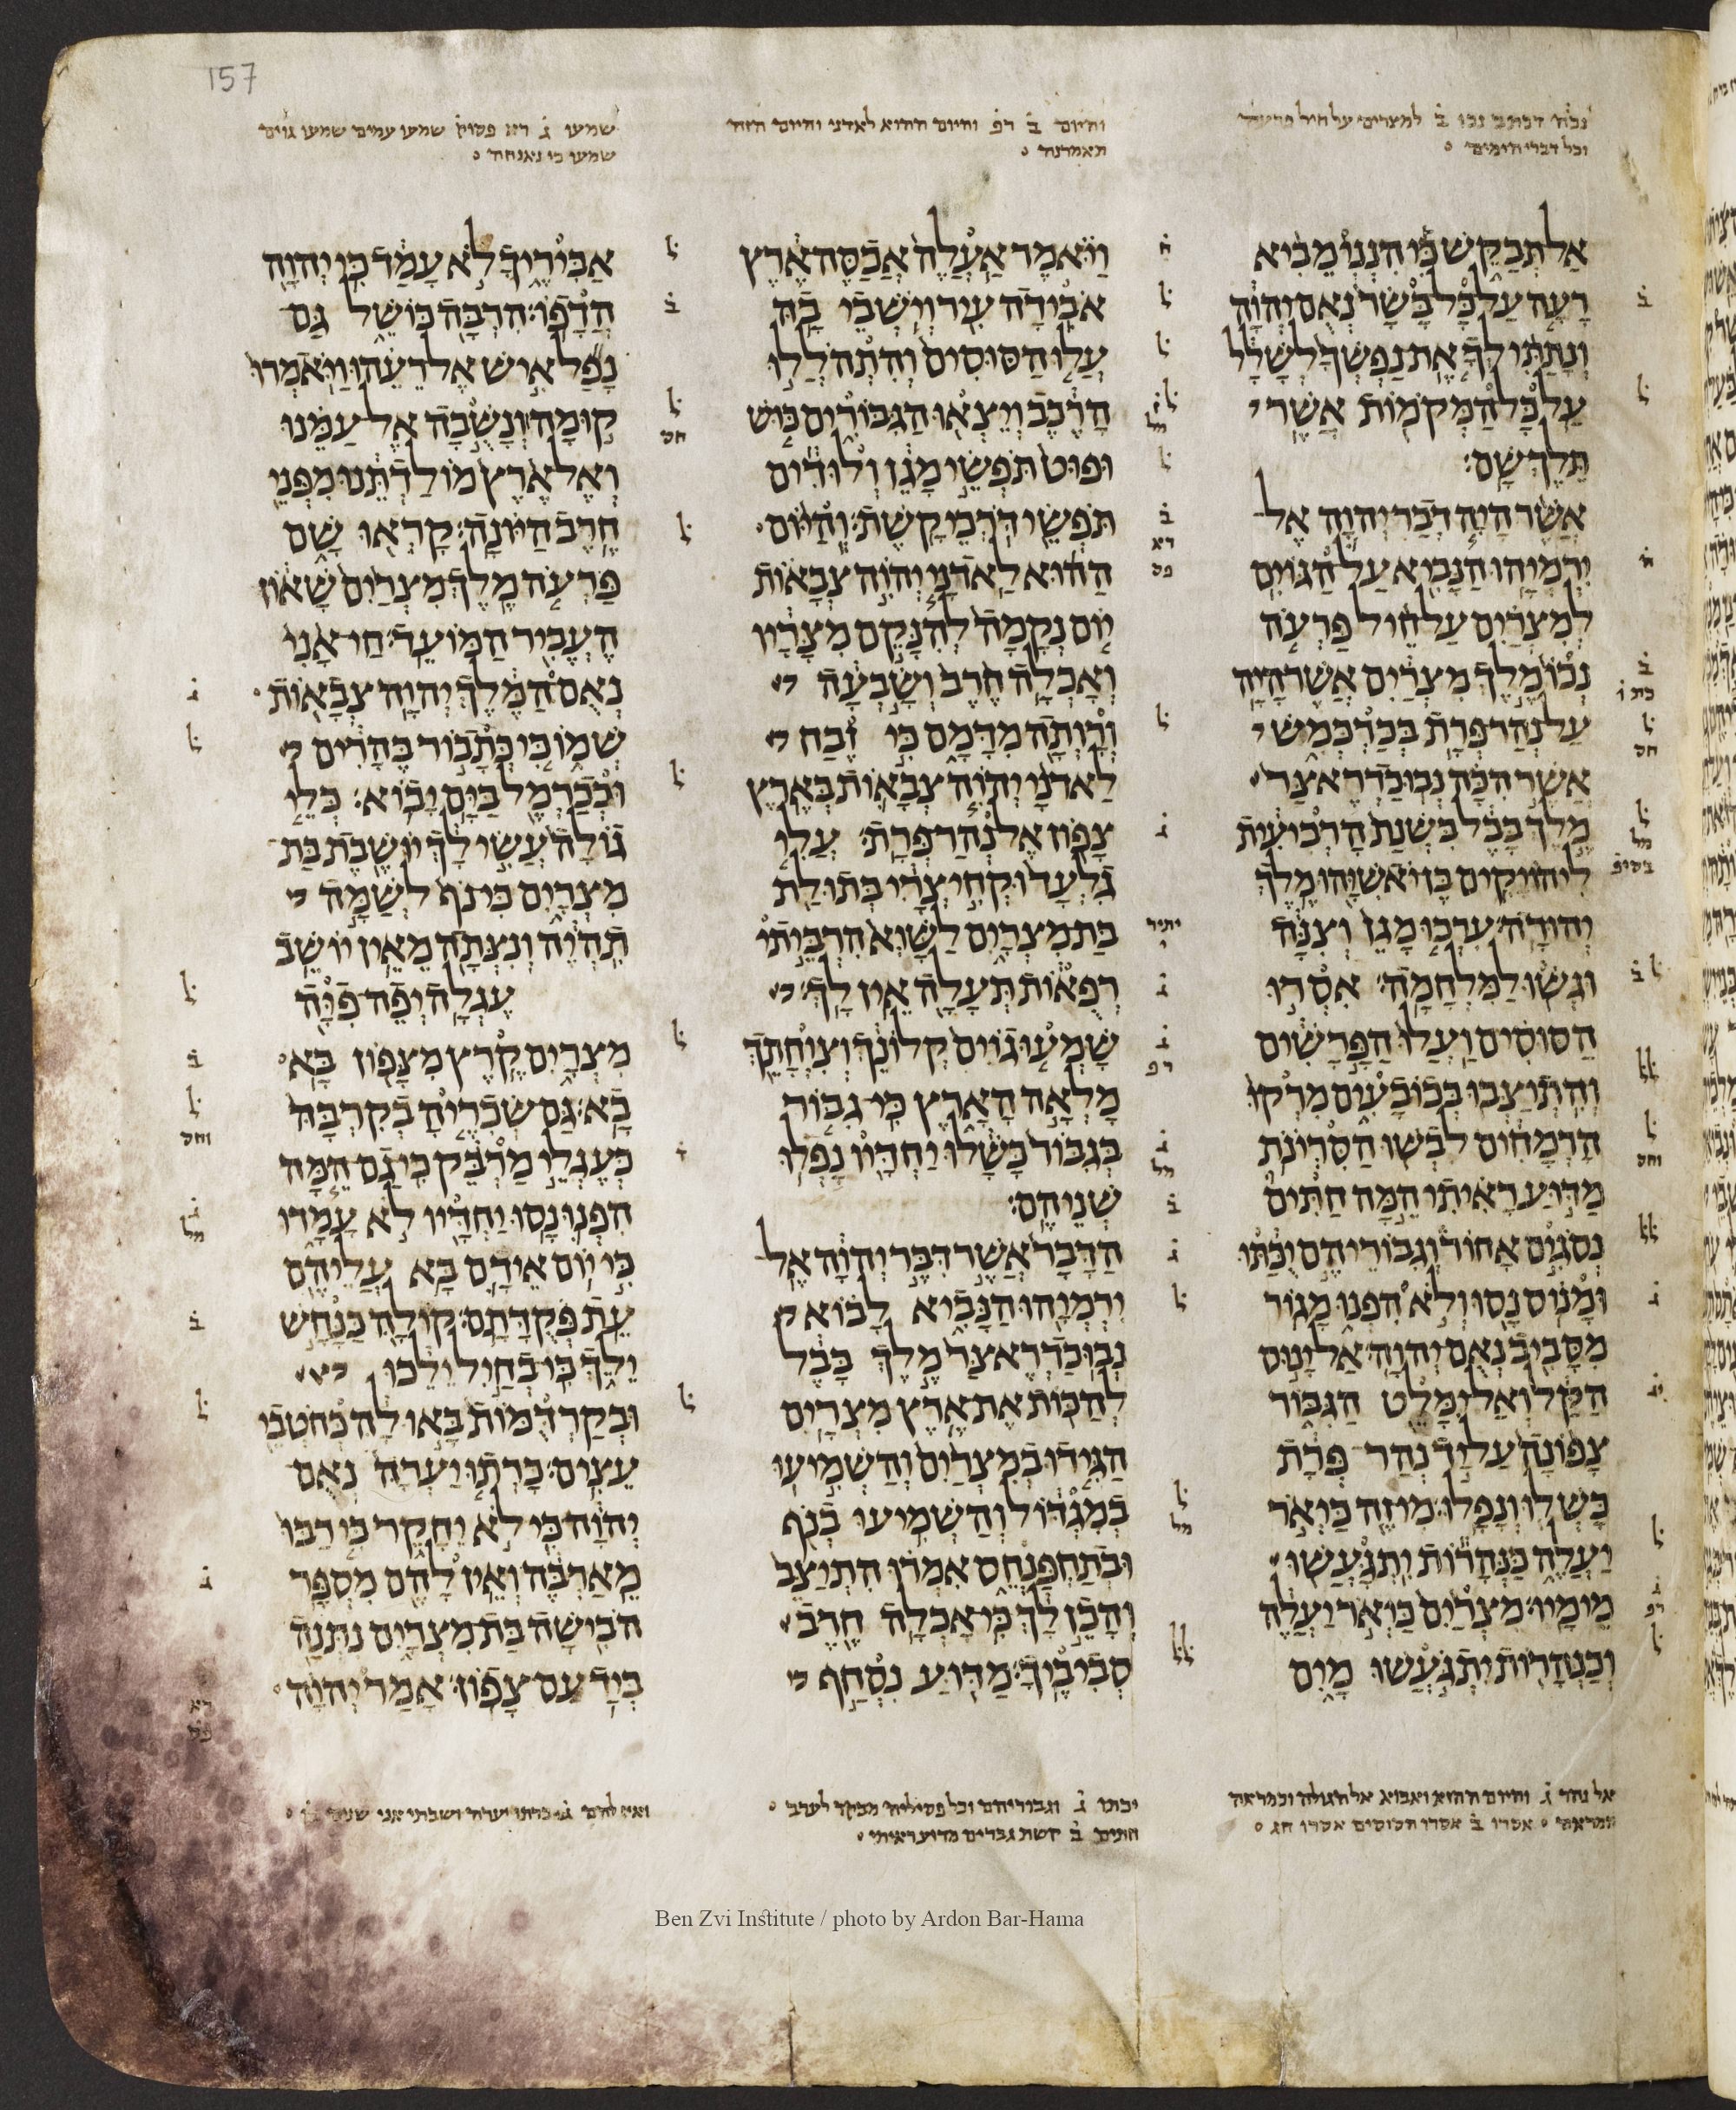 157
נכה דכתב נכו ב̇ למצרים על חיל פרעה
וכל דברי הימים
והיום ב̇ רפ̇ והיום ההוא לאדני והיום הזה
תאמרנה
שמעו ג̇ רא פסוק̇ שמעו עמים שמעו גוים
שמעו כי נאנחה
אל תבקש כי הנני מביא
רעה על כל בשר נאם יהוה
ונתתי לך את נפשך לשלל
על כל המקמות אשר
תלך שם׃
אשר היה דבר יהוה אל
ירמיהו הנביא על הגוים
למצרים על חיל פרעה
נכו מלך מצרים אשר היה
על נהר פרת בכרכמש
אשר הכה נבוכדראצר
מלך בבל בשנת הרביעית
ליהויקים בן יאשיהו מלך
יהודה׃ ערכו מגן וצנה
וגשו למלחמה׃ אסרו
הסוסים ועלו הפרשים
והתיצבו בכובעים מרקו
הרמחים לבשו הסרינת
מדוע ראיתי המה חתים
נסגים אחור וגבוריהם יכתו
ומנוס נסו ולא הפנו מגור
מסביב נאם יהוה׃ אל ינוס
הקל ואל ימלט הגבור
צפונה על יד נהר פרת
כשלו ונפלו׃ מי זה כיאר
יעלה כנהרות יתגעשו
מימיו׃ מצרים כיאר יעלה
וכנהרות יתגעשו מים
ויאמר אעלה אכסה ארץ
אבידה עיר וישבי בה׃
עלו הסוסים והתהללו
הרכב ויצאו הגבורים כוש
ופוט תפשי מגן ולודים
תפשי דרכי קשת׃ והיום
ההוא לאדני יהוה צבאות
יום נקמה להנקם מצריו
ואכלה חרב ושבעה
ורותה מדמם כי זבח
לאדני יהוה צבאות בארץ
צפון אל נהר פרת׃ עלי
גלעד וקחי צרי בתולת
בת מצרים לשוא הרביתי
רפאות תעלה אין לך׃
שמעו גוים קלונך וצוחתך
מלאה הארץ כי גבור
בגבור כשלו יחדיו נפלו
שניהם׃
הדבר אשר דבר יהוה אל
ירמיהו הנביא לבוא
נבוכדראצר מלך בבל
להכות את ארץ מצרים
הגידו במצרים והשמיעו
במגדול והשמיעו בנף
ובתחפנחס אמרו התיצב
והכן לך כי אכלה חרב
סביביך׃ מדוע נסחף
אביריך לא עמד כי יהוה
הדפו׃ הרבה כושל גם
נפל איש אל רעהו ויאמרו
קומה ונשבה אל עמנו
ואל ארץ מולדתנו מפני
חרב היונה׃ קראו שם
פרעה מלך מצרים שאון
העביר המועד׃ חי אני
נאם המלך יהוה צבאות
שמו כי כתבור בהרים
וככרמל בים יבוא׃ כלי
גולה עשי לך יושבת בת
מצרים כי נף לשמה
תהיה ונצתה מאין יושב
עגלה יפה פיה
מצרים קרץ מצפון בא
בא׃ גם שכריה בקרבה
כעגלי מרבק כי גם המה
הפנו נסו יחדיו לא עמדו
כי יום אידם בא עליהם
עת פקדתם׃ קולה כנחש
ילך כי בחיל ילכו
ובקרדמות באו לה כחטבי
עצים׃ כרתו יערה נאם
יהוה כי לא יחקר כי רבו
מארבה ואין להם מספר׃
הבישה בת מצרים נתנה
ביד עם צפון׃ אמר יהוה
אל נהר ג̇ והיום ההוא ואבוא אל הגולה וכמראה
המראה אסרו ב̇ אסרו הסוסים אסרו חג
יכתו ג̇ וגבוריהם וכל פסיליה מבקר לערב
חתים ב̇ קשת גברים מדוע ראיתי
ואין להם
Ben Zvi Institute / photo by Ardon Bar-Hama